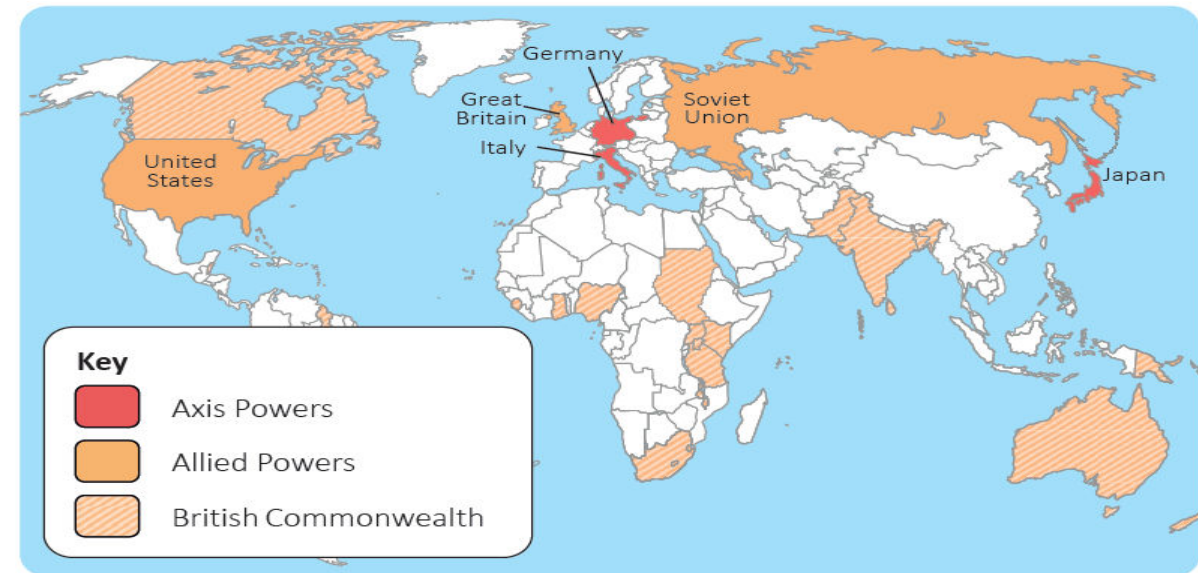 Germany
Great
Britain
Italy
Soviet
Union
United
States
Japan
Key
Axis Powers
Allied Powers
British Commonwealth